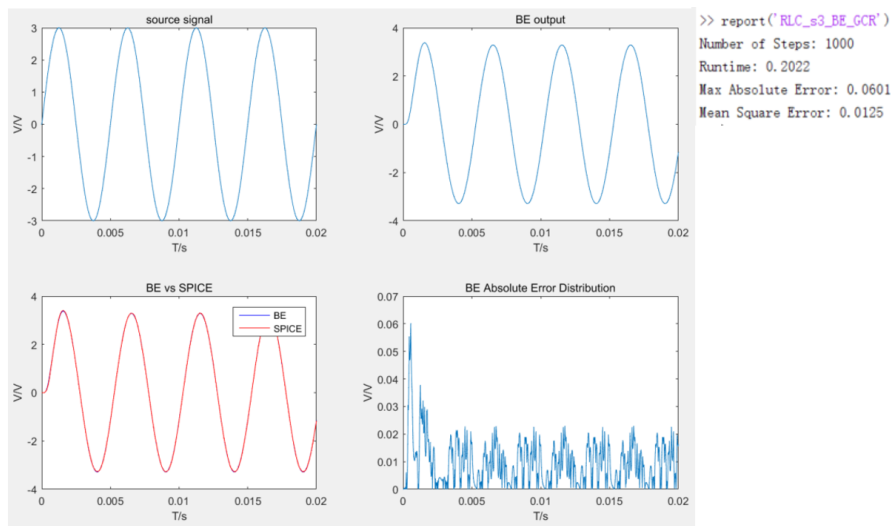 source signal
3
2
1
0
-1
-2
-3
V/V
0
0.005
0.01
0.015
0.02
T/s
BE output
4
2
0
-2
-4
V/V
0
0.005
0.01
0.015
0.02
T/s
>> report('RLC_s3_BE_GCR')
Number of Steps: 1000
Runtime: 0.2022
Max Absolute Error: 0.0601
Mean Square Error: 0.0125
BE vs SPICE
4
2
0
-2
-4
V/V
BE
SPICE
0
0.005
0.01
0.015
0.02
T/s
BE Absolute Error Distribution
0.07
0.06
0.05
0.04
0.03
0.02
0.01
0
V/V
0
0.005
0.01
0.015
0.02
T/s